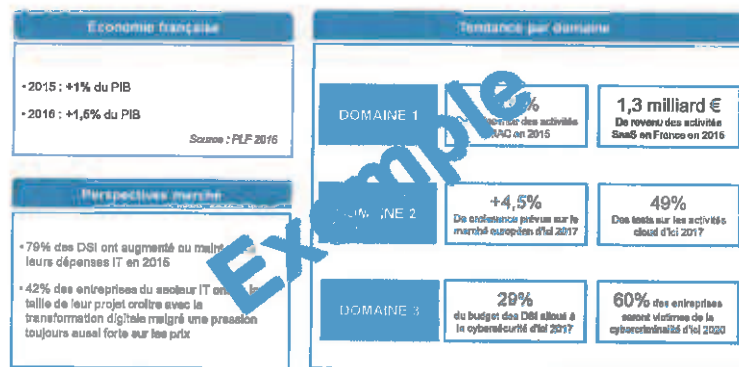 Economie française
• 2015 : +1% du PIB
• 2016 : +1,5% du PIB
Source : PLF 2016
Perspectives marché
• 79% des DSI ont augmenté ou
leurs dépenses IT en 2015
• 42% des entreprises du secteur IT
taille de leur projet croître avec la
transformation digitale malgré une pression
toujours aussi forte sur les prix
Tendance par domaine
DOMAINE 1
des activités
en 2015
1,3 milliard €
De revenu des activités
SaaS en France en 2015
DOMAINE 2
+4,5%
De croissance prévue sur le
marché européen d'ici 2017
49%
Des tests sur les activités
cloud d'ici 2017
DOMAINE 3
29%
du budget des DSI alloué à
la cybersécurité d'ici 2017
60% des entreprises
seront victimes de la
cybercriminalité d'ici 2020
Exemple